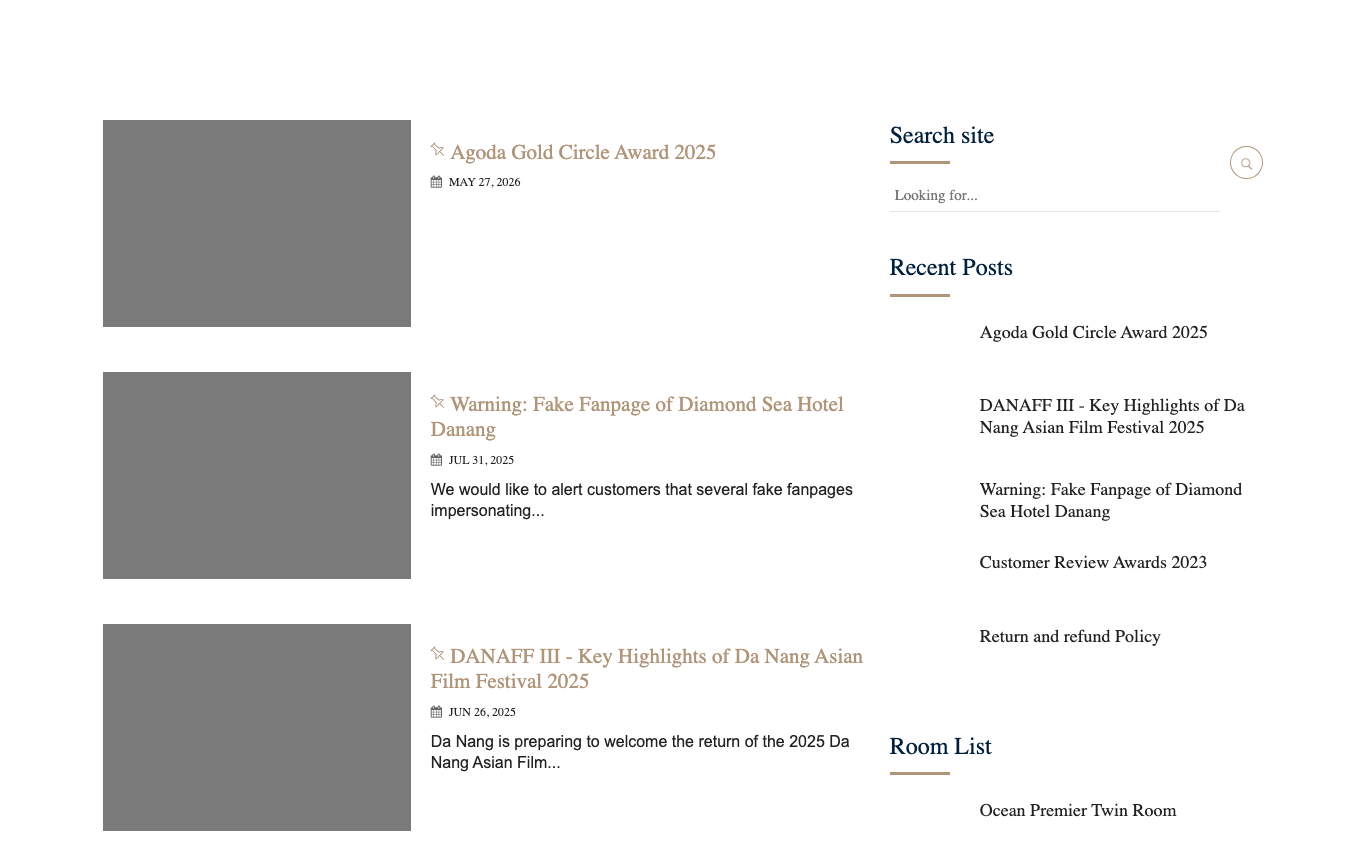 Agoda Gold Circle Award 2025
MAY 27, 2026
Warning: Fake Fanpage of Diamond Sea Hotel
Danang
JUL 31, 2025
We would like to alert customers that several fake fanpages
impersonating...
DANAFF III - Key Highlights of Da Nang Asian
Film Festival 2025
JUN 26, 2025
Da Nang is preparing to welcome the return of the 2025 Da
Nang Asian Film...
Search site
Looking for...
Recent Posts
Agoda Gold Circle Award 2025
DANAFF III - Key Highlights of Da
Nang Asian Film Festival 2025
Warning: Fake Fanpage of Diamond
Sea Hotel Danang
Customer Review Awards 2023
Return and refund Policy
Room List
Ocean Premier Twin Room